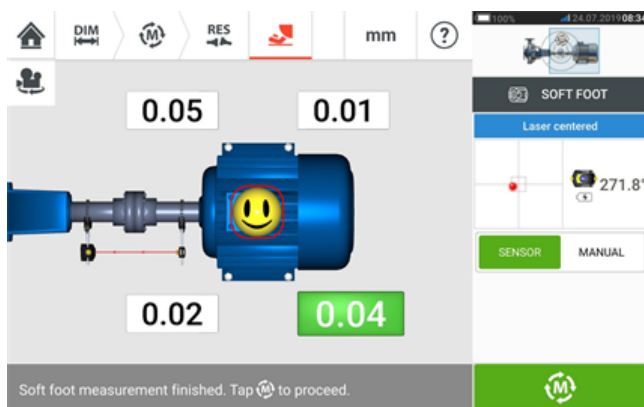 DIM
M
RES
mm
?
100%
24.07.2019 08:34
SOFT FOOT
Laser centered
0.05
0.01
271.8°
SENSOR
MANUAL
0.02
0.04
Soft foot measurement finished. Tap M to proceed.
M